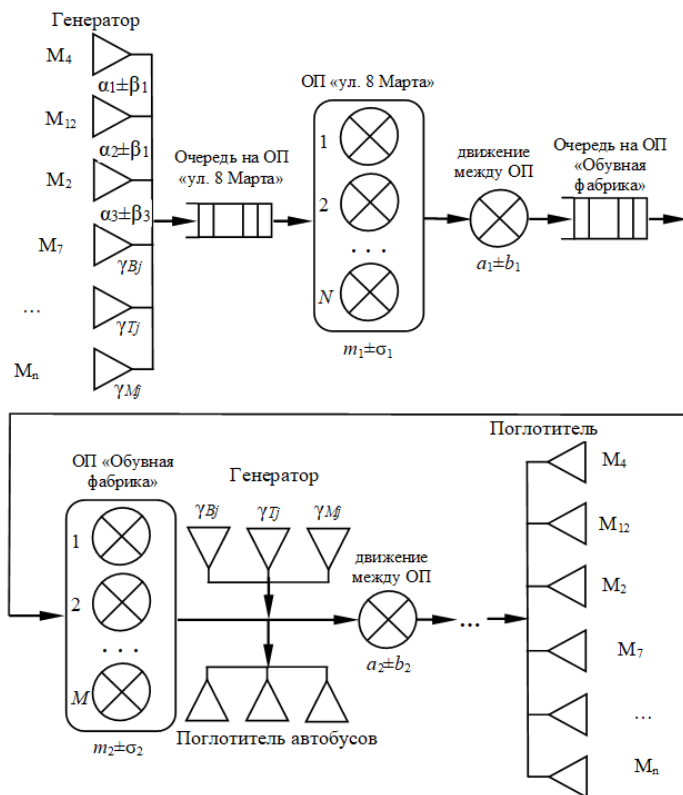 Генератор
M4
α1±β1
M12
α2±β1
M2
α3±β3
M7
γBj
...
γTj
Mn
γMj
Очередь на ОП
«ул. 8 Марта»
ОП «ул. 8 Марта»
1
2
. . .
N
m1±σ1
движение
между ОП
a1±b1
Очередь на ОП
«Обувная
фабрика»
ОП «Обувная
фабрика»
1
2
. . .
M
m2±σ2
Генератор
γBj γTj γMj
Поглотитель автобусов
движение
между ОП
a2±b2
...
Поглотитель
M4
M12
M2
M7
...
Mn